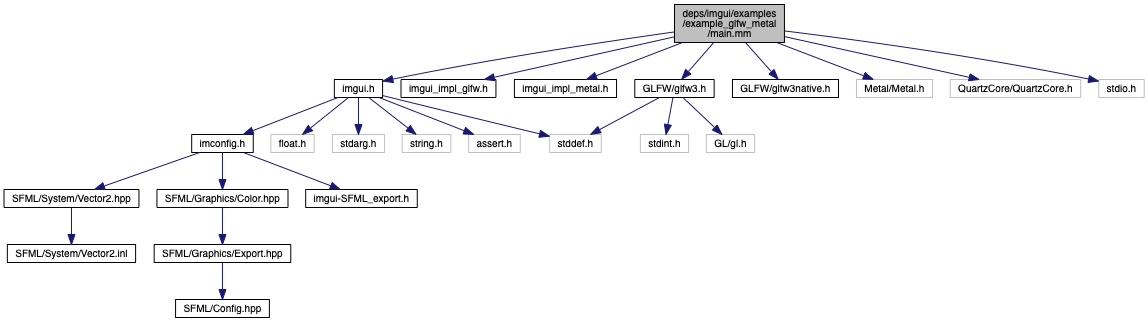 deps/imgui/examples
/example_glfw_metal
/main.mm
imgui.h
imgui_impl_glfw.h
imgui_impl_metal.h
GLFW/glfw3.h
GLFW/glfw3native.h
Metal/Metal.h
QuartzCore/QuartzCore.h
stdio.h
imconfig.h
float.h
stdarg.h
string.h
assert.h
stddef.h
stdint.h
GL/gl.h
SFML/System/Vector2.hpp
SFML/Graphics/Color.hpp
imgui-SFML_export.h
SFML/System/Vector2.inl
SFML/Graphics/Export.hpp
SFML/Config.hpp